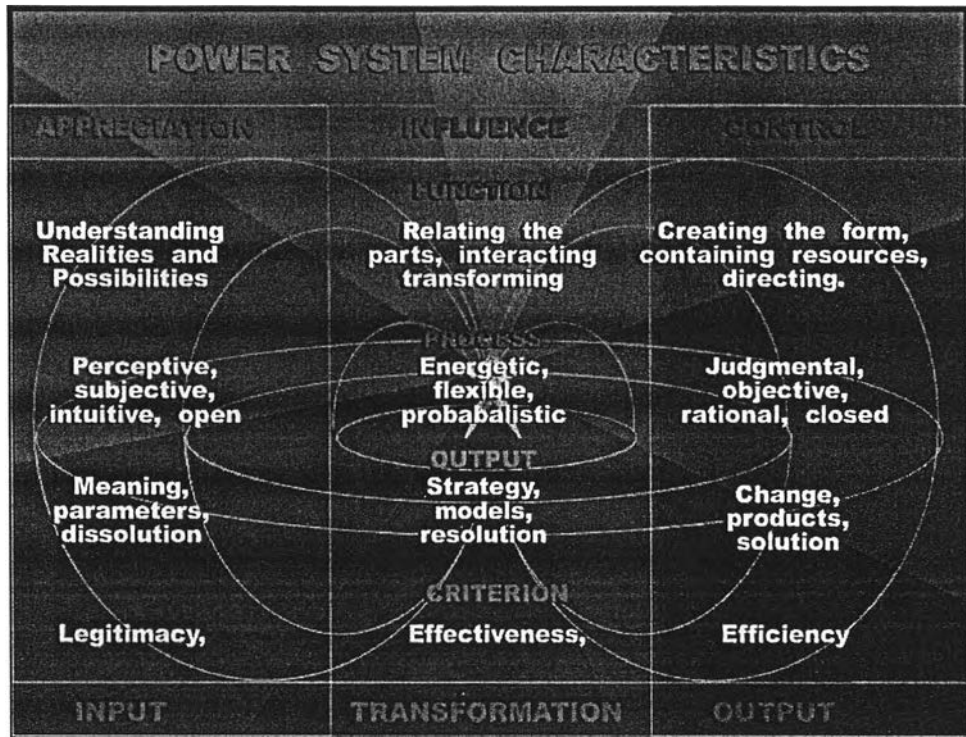 POWER SYSTEM CHARACTERISTICS
APPRECIATION
INFLUENCE
CONTROL
FUNCTION
Understanding
Realities and
Possibilities
Relating the
parts, interacting
transforming
Creating the form,
containing resources,
directing.
PROCESS
Perceptive,
subjective,
intuitive, open
Energetic,
flexible,
probabalistic
Judgmental,
objective,
rational, closed
OUTPUT
Meaning,
parameters,
dissolution
Strategy,
models,
resolution
Change,
products,
solution
CRITERION
Legitimacy,
Effectiveness,
Efficiency
INPUT
TRANSFORMATION
OUTPUT